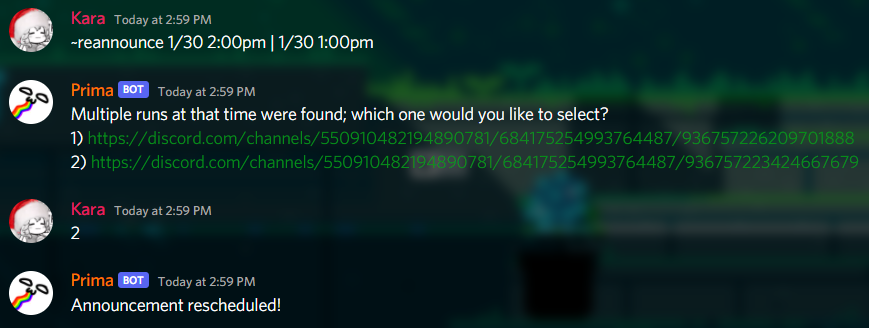 Kara Today at 2:59 PM
~reannounce 1/30 2:00pm | 1/30 1:00pm
Prima BOT Today at 2:59 PM
Multiple runs at that time were found; which one would you like to select?
1) https://discord.com/channels/550910482194890781/684175254993764487/936757226209701888
2) https://discord.com/channels/550910482194890781/684175254993764487/936757223424667679
Kara Today at 2:59 PM
2
Prima BOT Today at 2:59 PM
Announcement rescheduled!